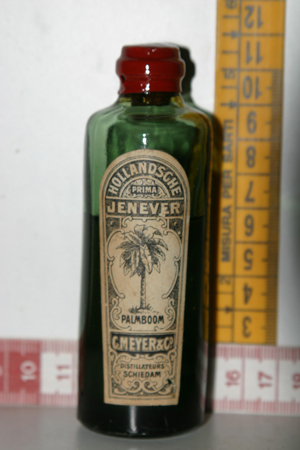 HOLLANDSCHE
PRIMA
JENEVER
PALMBOOM
C. MEYER & Co
DISTILLATEURS
SCHIEDAM
MISURA PER SARTI
12
11
10
9
8
7
6
5
4
3
10
11
16
17